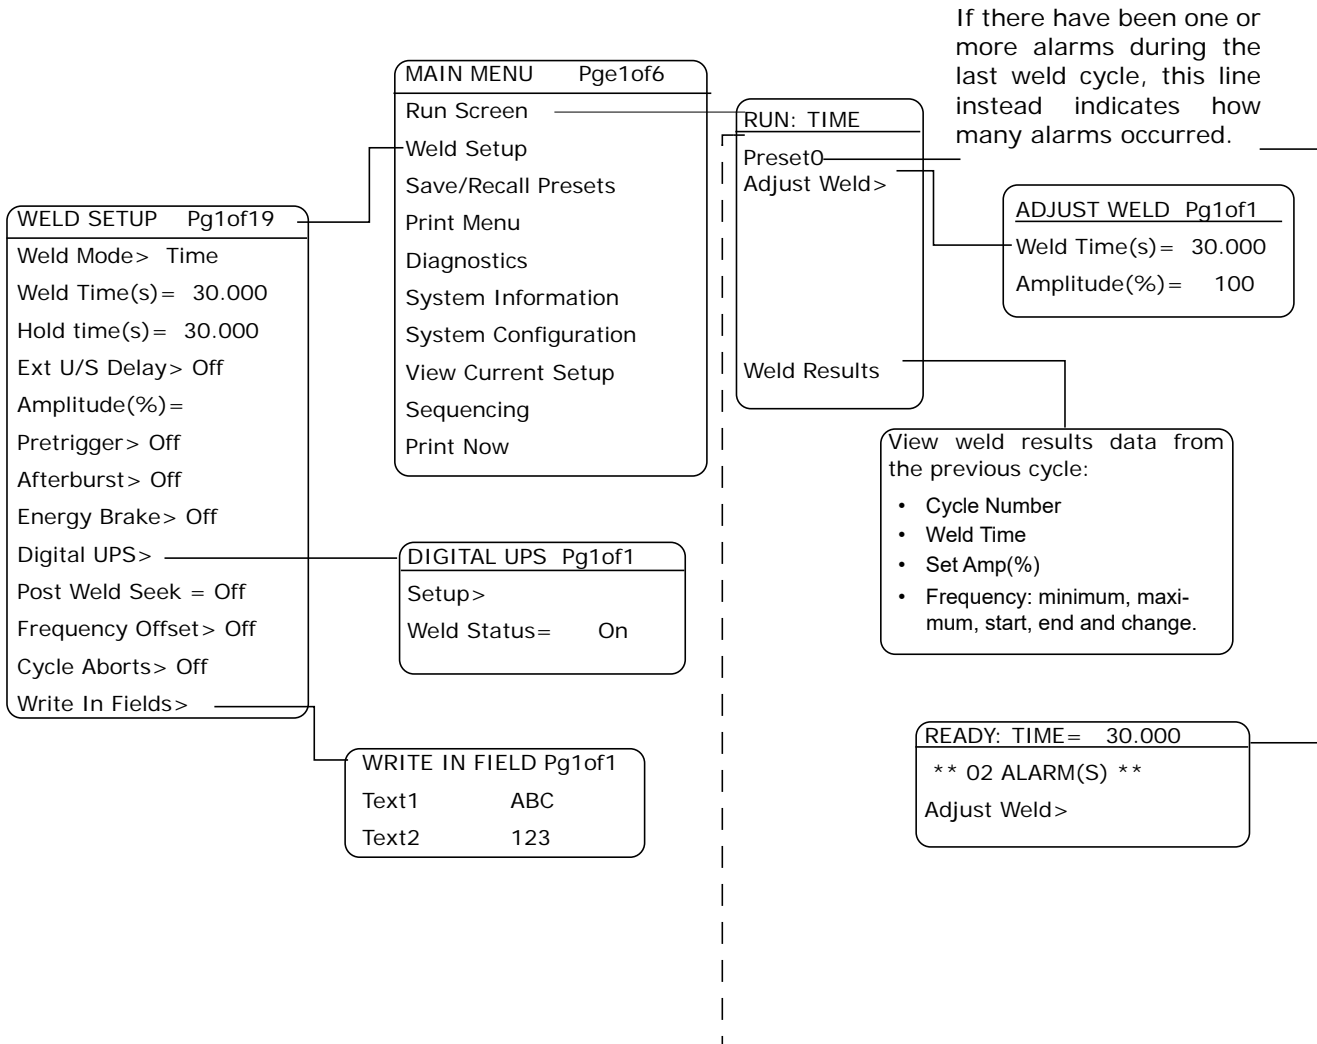 If there have been one or
more alarms during the
last weld cycle, this line
instead indicates how
many alarms occurred.
MAIN MENU Pge1of6
Run Screen
Weld Setup
Save/Recall Presets
Print Menu
Diagnostics
System Information
System Configuration
View Current Setup
Sequencing
Print Now
RUN: TIME
Preset0
Adjust Weld>
Weld Results
ADJUST WELD Pg1of1
Weld Time(s)= 30.000
Amplitude(%)= 100
WELD SETUP Pg1of19
Weld Mode> Time
Weld Time(s)= 30.000
Hold time(s)= 30.000
Ext U/S Delay> Off
Amplitude(%)=
Pretrigger> Off
Afterburst> Off
Energy Brake> Off
Digital UPS>
Post Weld Seek = Off
Frequency Offset> Off
Cycle Aborts> Off
Write In Fields>
View weld results data from
the previous cycle:
• Cycle Number
• Weld Time
• Set Amp(%)
• Frequency: minimum, maxi-
mum, start, end and change.
DIGITAL UPS Pg1of1
Setup>
Weld Status= On
WRITE IN FIELD Pg1of1
Text1 ABC
Text2 123
READY: TIME= 30.000
** 02 ALARM(S) **
Adjust Weld>